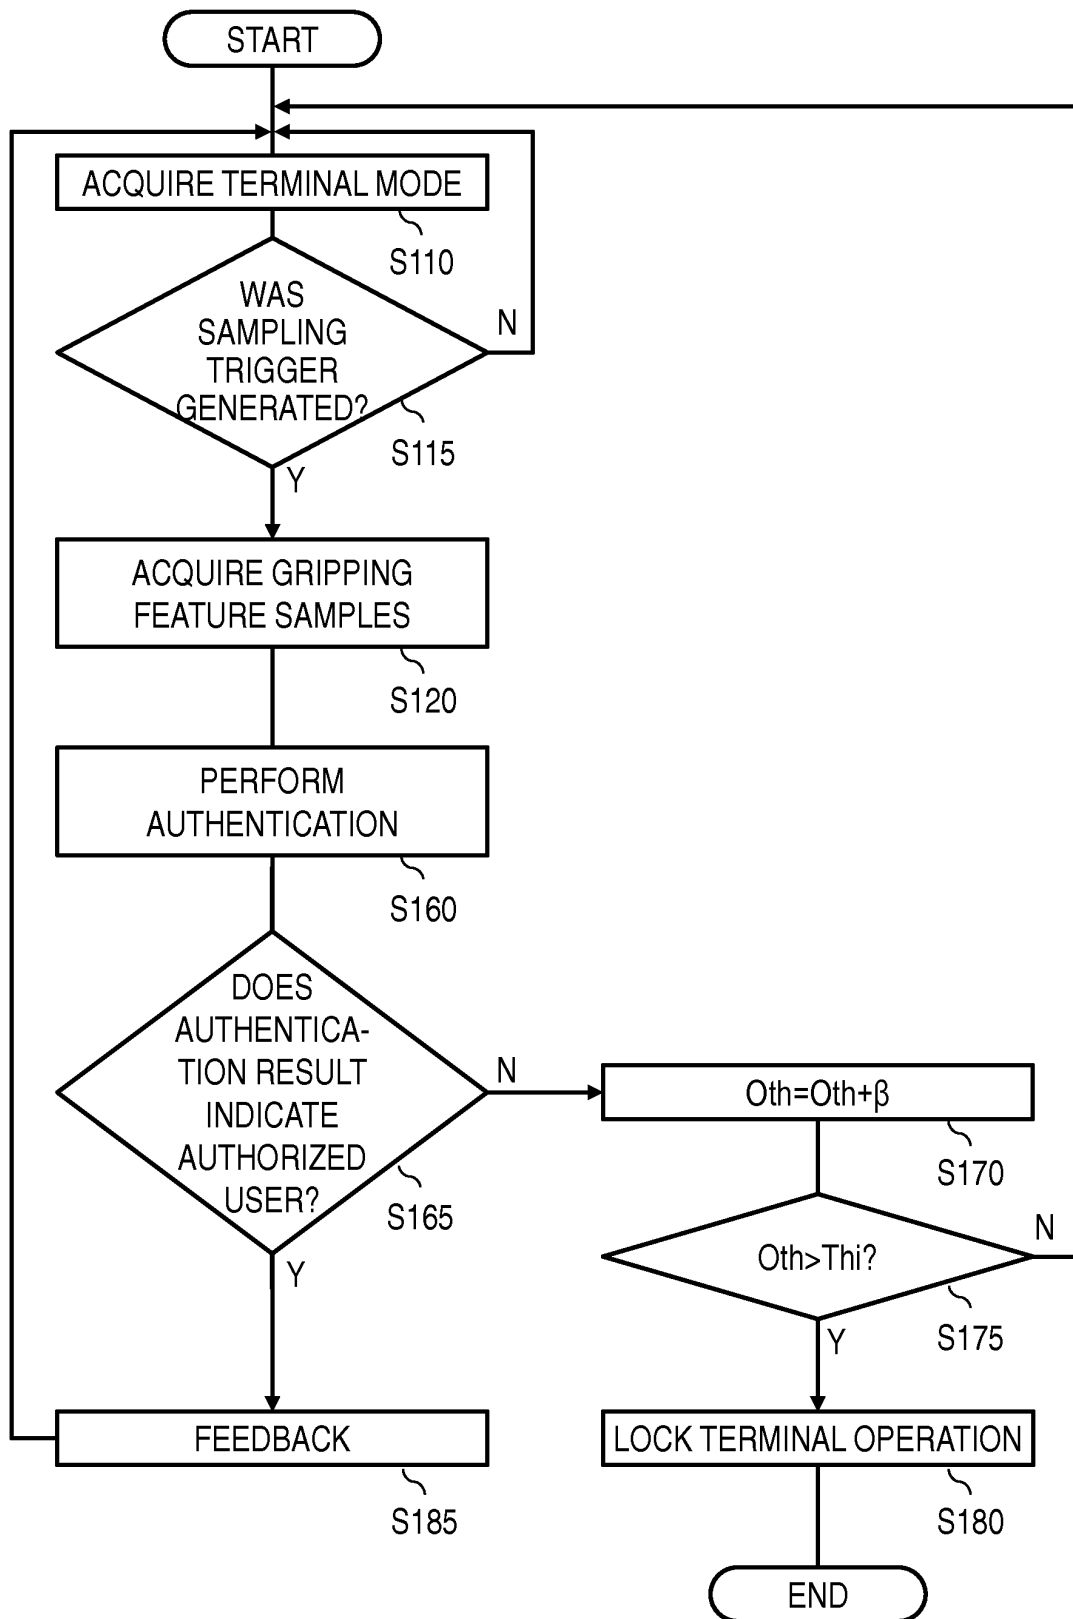 START
ACQUIRE TERMINAL MODE
S110
WAS
SAMPLING
TRIGGER
GENERATED?
N
S115
Y
ACQUIRE GRIPPING
FEATURE SAMPLES
S120
PERFORM
AUTHENTICATION
S160
DOES
AUTHENTICA-
TION RESULT
INDICATE
AUTHORIZED
USER?
N
S165
Y
Oth=Oth+β
S170
Oth>Thi?
N
S175
Y
FEEDBACK
S185
LOCK TERMINAL OPERATION
S180
END